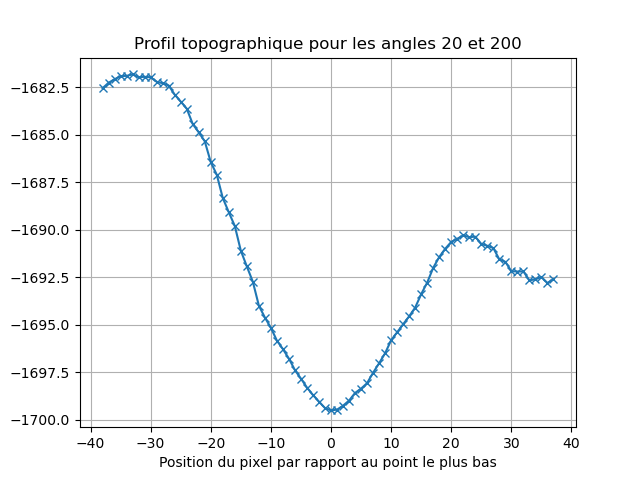 Profil topographique pour les angles 20 et 200
−1682.5
−1685.0
−1687.5
−1690.0
−1692.5
−1695.0
−1697.5
−1700.0
−40 −30 −20 −10 0 10 20 30 40
Position du pixel par rapport au point le plus bas